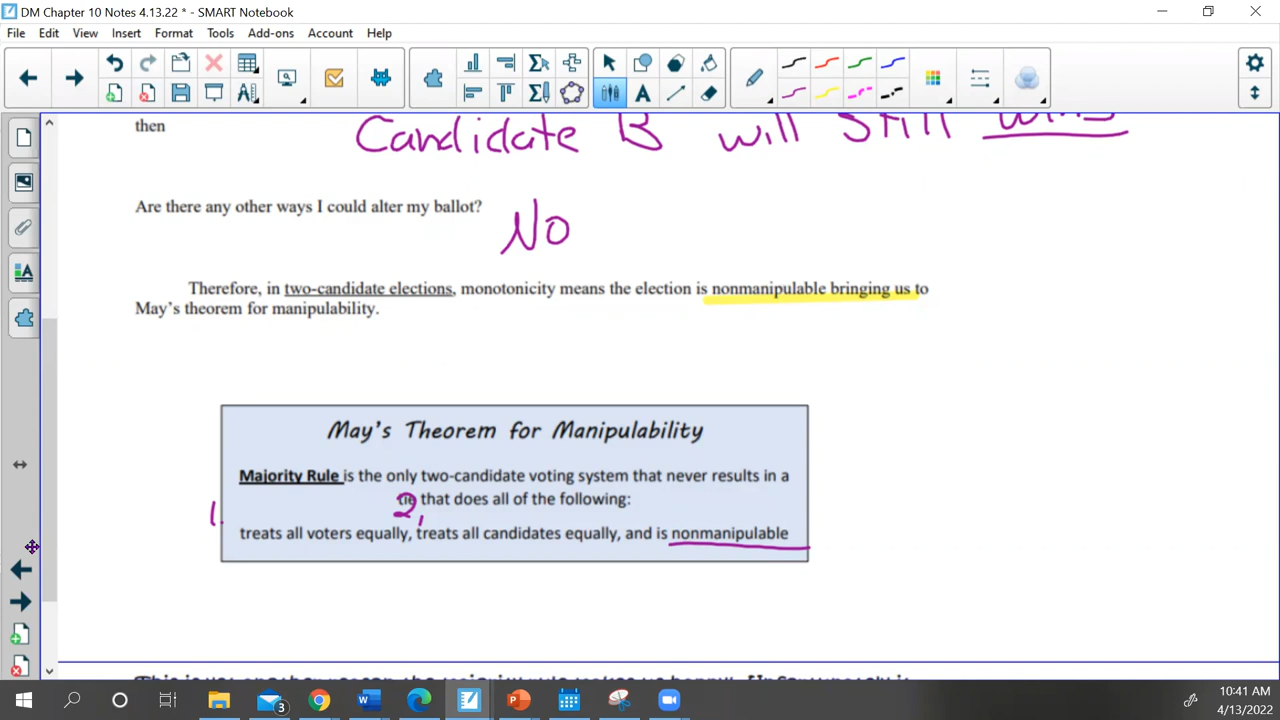 DM Chapter 10 Notes 4.13.22 * - SMART Notebook
File Edit View Insert Format Tools Add-ons Account Help
then
Candidate B will still wins
Are there any other ways I could alter my ballot?
No
Therefore, in two-candidate elections, monotonicity means the election is nonmanipulable bringing us to
May's theorem for manipulability.
May's Theorem for Manipulability
Majority Rule is the only two-candidate voting system that never results in a
tie that does all of the following:
1. 2.
treats all voters equally, treats all candidates equally, and is nonmanipulable
3
10:41 AM
4/13/2022